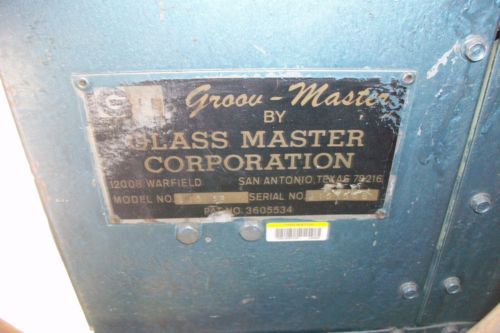 Groov-Master
BY
GLASS MASTER
CORPORATION
12008 WARFIELD SAN ANTONIO, TEXAS 78216
MODEL NO. SERIAL NO.
PAT. NO. 3605534